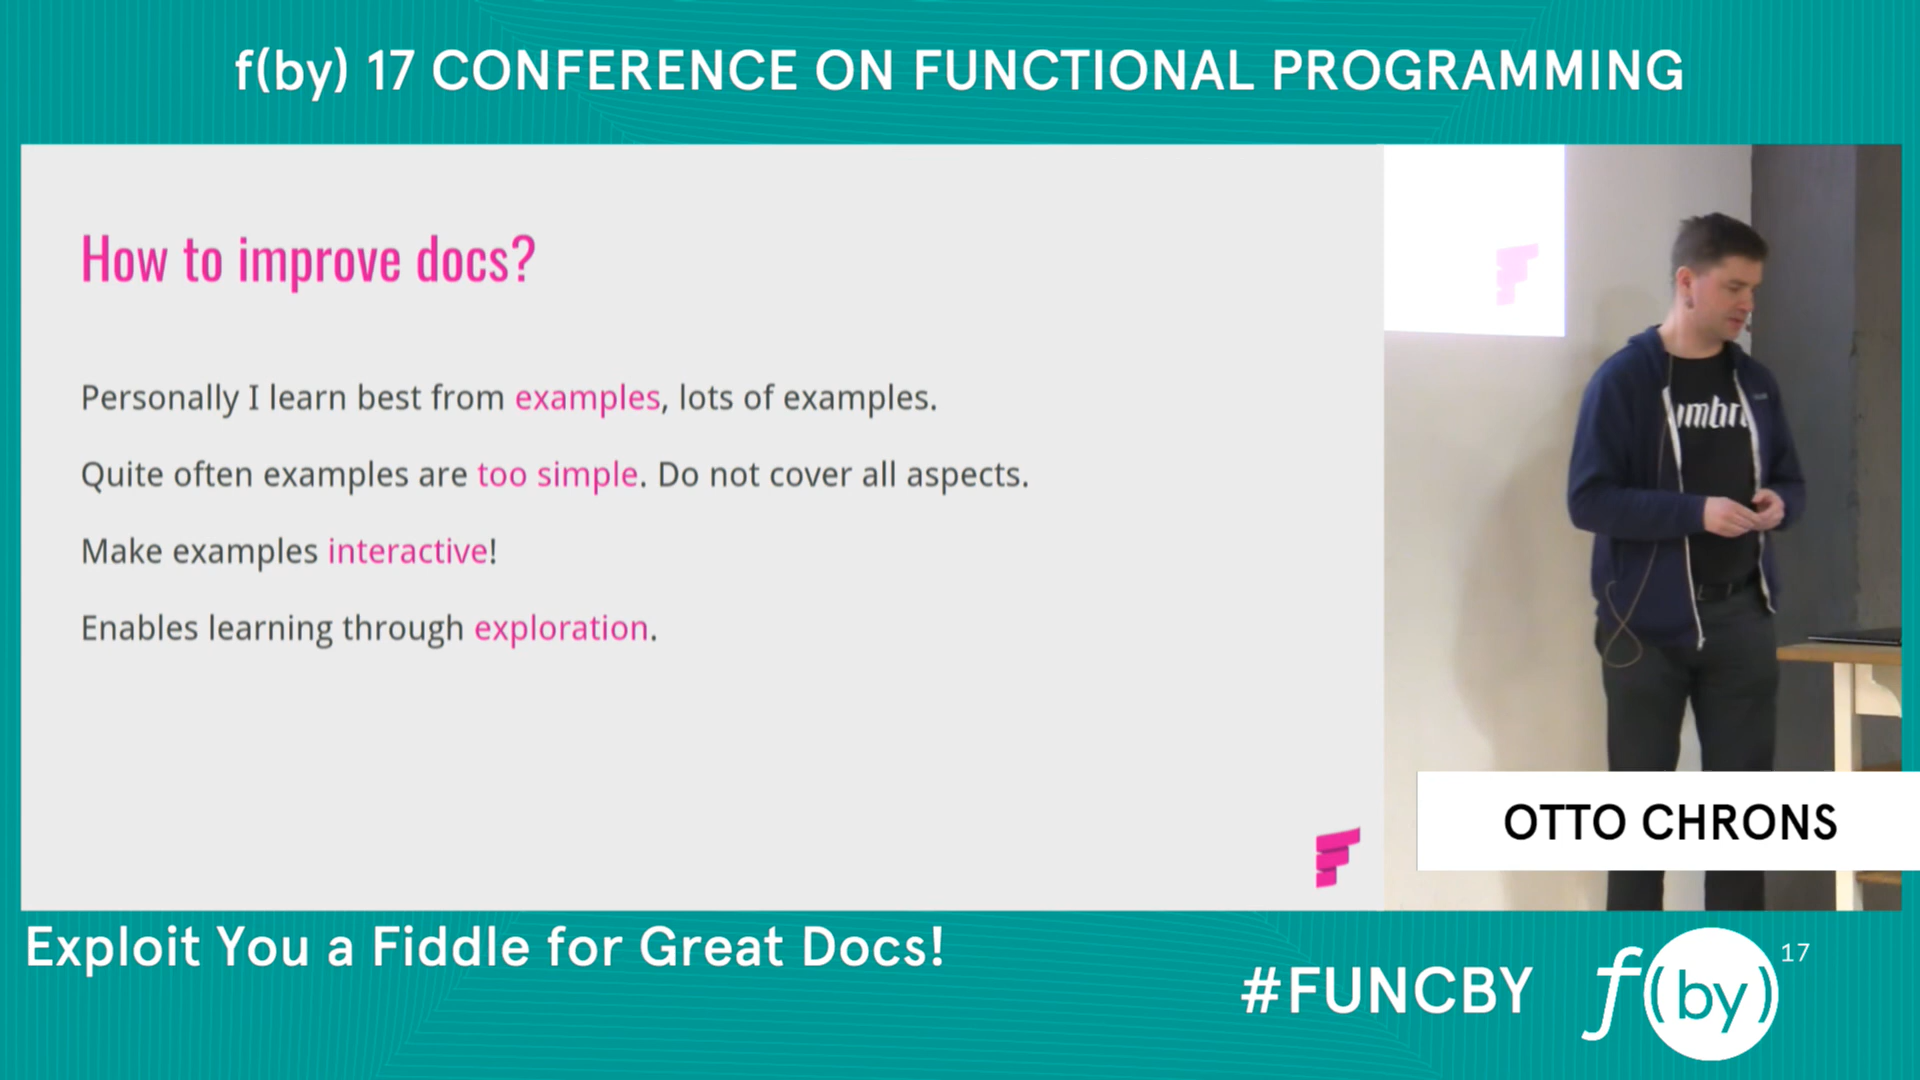 f(by) 17 CONFERENCE ON FUNCTIONAL PROGRAMMING
How to improve docs?
Personally I learn best from examples, lots of examples.
Quite often examples are too simple. Do not cover all aspects.
Make examples interactive!
Enables learning through exploration.
OTTO CHRONS
Exploit You a Fiddle for Great Docs!
#FUNCBY
f(by) 17